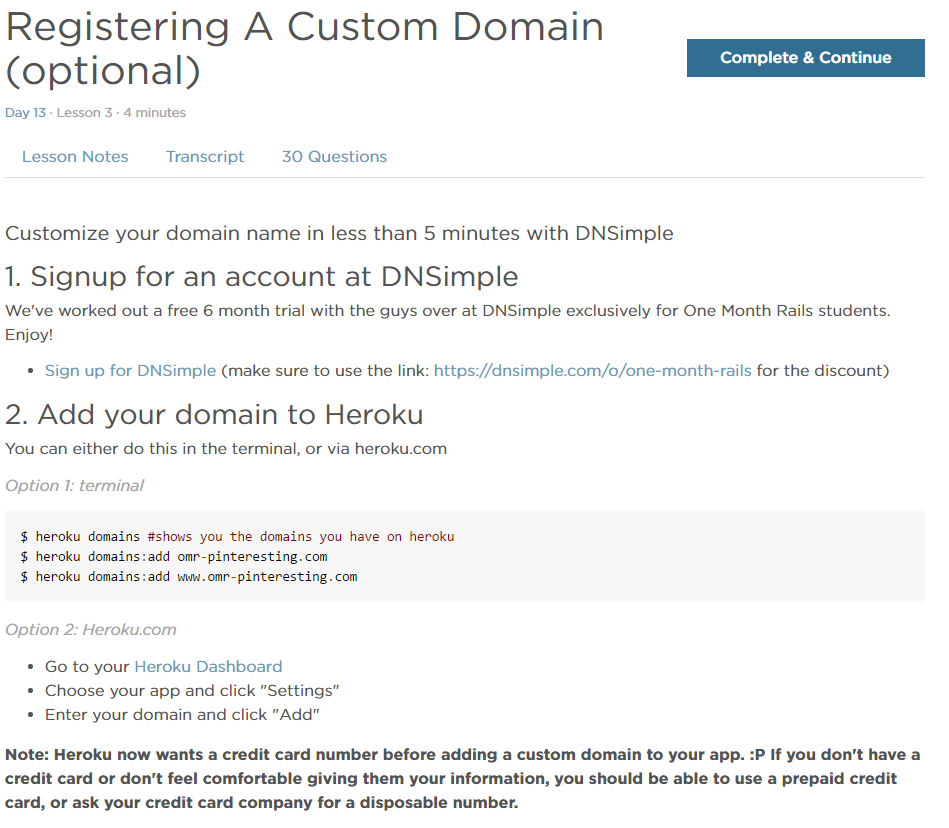 Registering A Custom Domain
(optional)
Complete & Continue
Day 13 · Lesson 3 · 4 minutes
Lesson Notes Transcript 30 Questions
Customize your domain name in less than 5 minutes with DNSimple
1. Signup for an account at DNSimple
We've worked out a free 6 month trial with the guys over at DNSimple exclusively for One Month Rails students.
Enjoy!
• Sign up for DNSimple (make sure to use the link: https://dnsimple.com/o/one-month-rails for the discount)
2. Add your domain to Heroku
You can either do this in the terminal, or via heroku.com
Option 1: terminal
$ heroku domains #shows you the domains you have on heroku
$ heroku domains:add omr-pinteresting.com
$ heroku domains:add www.omr-pinteresting.com
Option 2: Heroku.com
• Go to your Heroku Dashboard
• Choose your app and click "Settings"
• Enter your domain and click "Add"
Note: Heroku now wants a credit card number before adding a custom domain to your app. :P If you don't have a
credit card or don't feel comfortable giving them your information, you should be able to use a prepaid credit
card, or ask your credit card company for a disposable number.